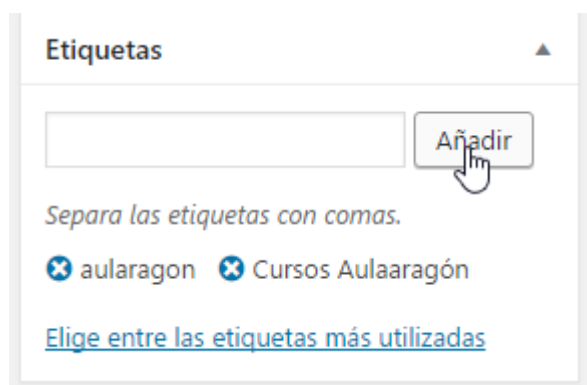 Etiquetas
Añadir
Separa las etiquetas con comas.
aularagon Cursos Aulaaragón
Elige entre las etiquetas más utilizadas